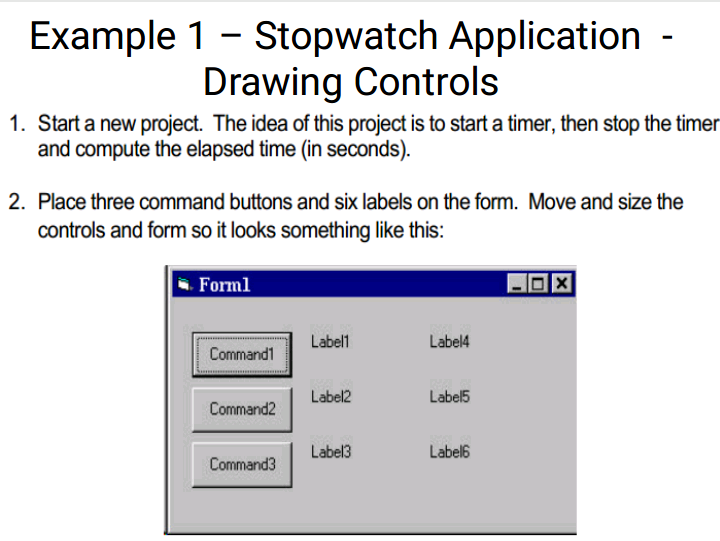 Example 1 – Stopwatch Application -
Drawing Controls
1. Start a new project. The idea of this project is to start a timer, then stop the timer
and compute the elapsed time (in seconds).
2. Place three command buttons and six labels on the form. Move and size the
controls and form so it looks something like this:
Form1
Label1 Label4
Command1
Label2 Label5
Command2
Label3 Label6
Command3